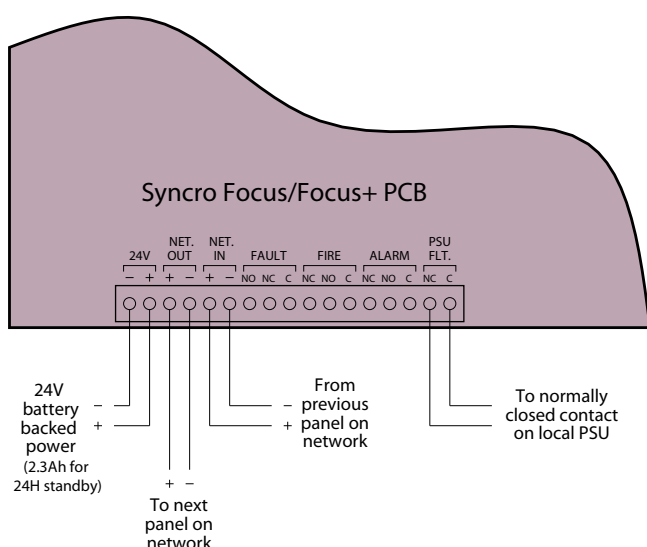 Syncro Focus/Focus+ PCB
NET. NET. PSU
24V OUT IN FAULT FIRE ALARM FLT.
− + + − + − NO NC C NC NO C NC NO C NC C
24V
battery
backed
power
(2.3Ah for
24H standby)
−
+
+ −
To next
panel on
network
−
+
From
previous
panel on
network
To normally
closed contact
on local PSU